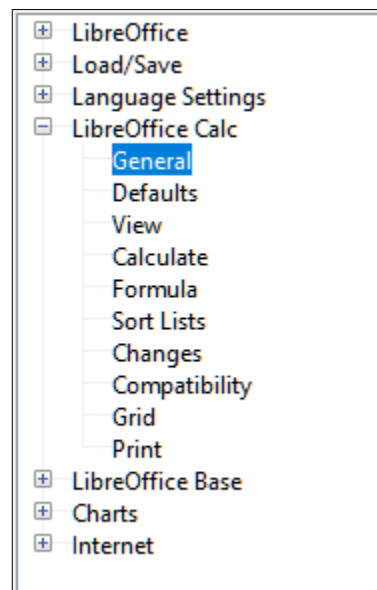 LibreOffice
Load/Save
Language Settings
LibreOffice Calc
General
Defaults
View
Calculate
Formula
Sort Lists
Changes
Compatibility
Grid
Print
LibreOffice Base
Charts
Internet